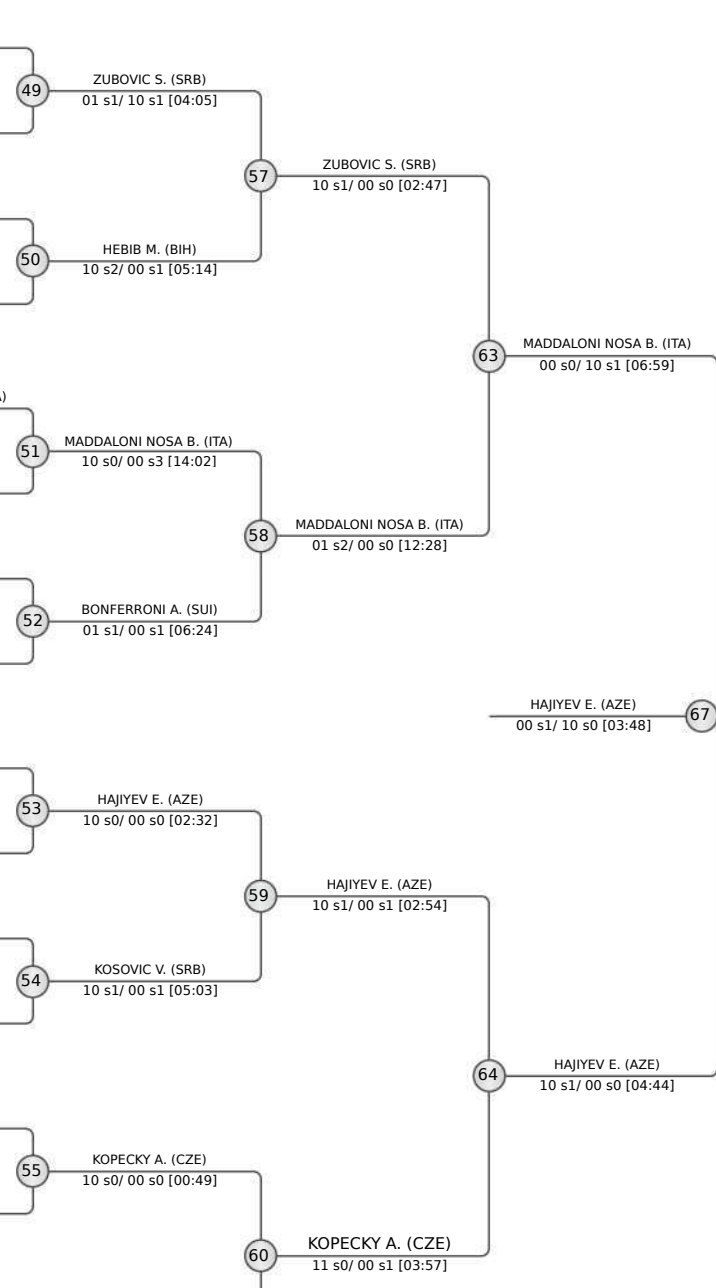 49
ZUBOVIC S. (SRB)
01 s1/ 10 s1 [04:05]
57
ZUBOVIC S. (SRB)
10 s1/ 00 s0 [02:47]
50
HEBIB M. (BIH)
10 s2/ 00 s1 [05:14]
63
MADDALONI NOSA B. (ITA)
00 s0/ 10 s1 [06:59]
)
51
MADDALONI NOSA B. (ITA)
10 s0/ 00 s3 [14:02]
58
MADDALONI NOSA B. (ITA)
01 s2/ 00 s0 [12:28]
52
BONFERRONI A. (SUI)
01 s1/ 00 s1 [06:24]
HAJIYEV E. (AZE)
00 s1/ 10 s0 [03:48]
67
53
HAJIYEV E. (AZE)
10 s0/ 00 s0 [02:32]
59
HAJIYEV E. (AZE)
10 s1/ 00 s1 [02:54]
54
KOSOVIC V. (SRB)
10 s1/ 00 s1 [05:03]
64
HAJIYEV E. (AZE)
10 s1/ 00 s0 [04:44]
55
KOPECKY A. (CZE)
10 s0/ 00 s0 [00:49]
60
KOPECKY A. (CZE)
11 s0/ 00 s1 [03:57]